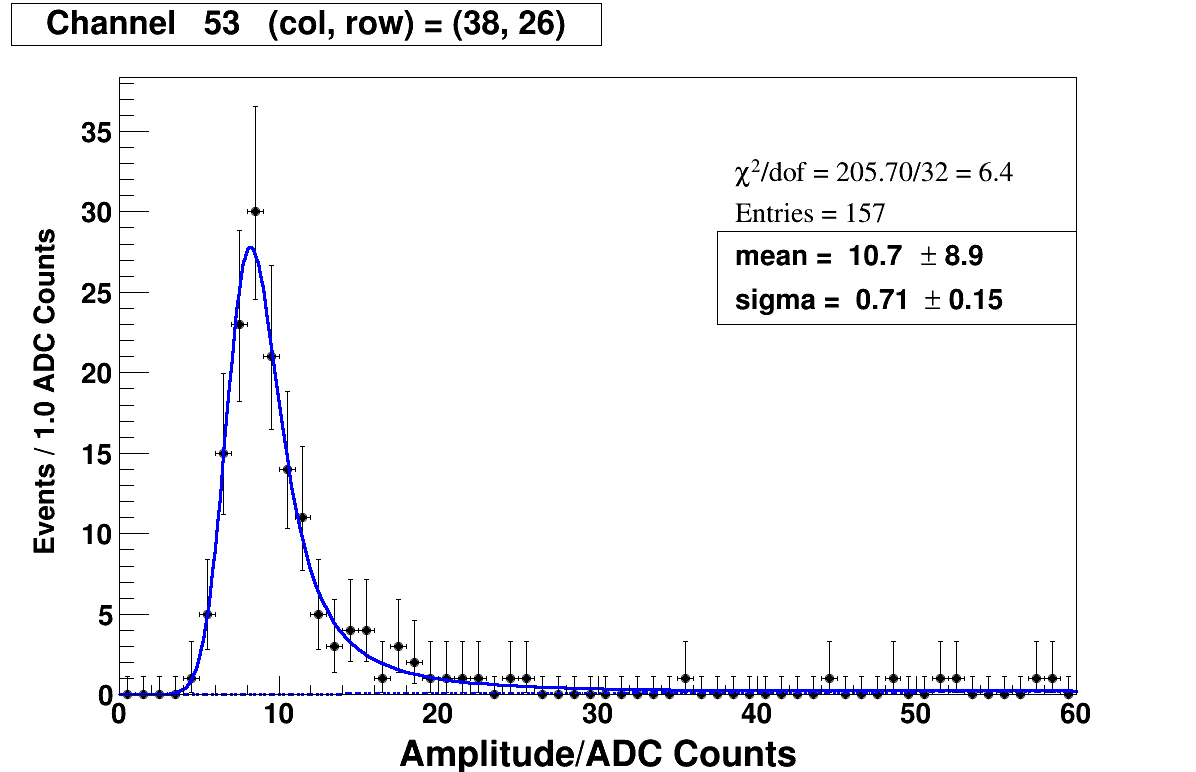 Channel 53 (col, row) = (38, 26)
χ²/dof = 205.70/32 = 6.4
Entries = 157
mean = 10.7 ± 8.9
sigma = 0.71 ± 0.15
Events / 1.0 ADC Counts
35
30
25
20
15
10
5
0
0 10 20 30 40 50 60
Amplitude/ADC Counts